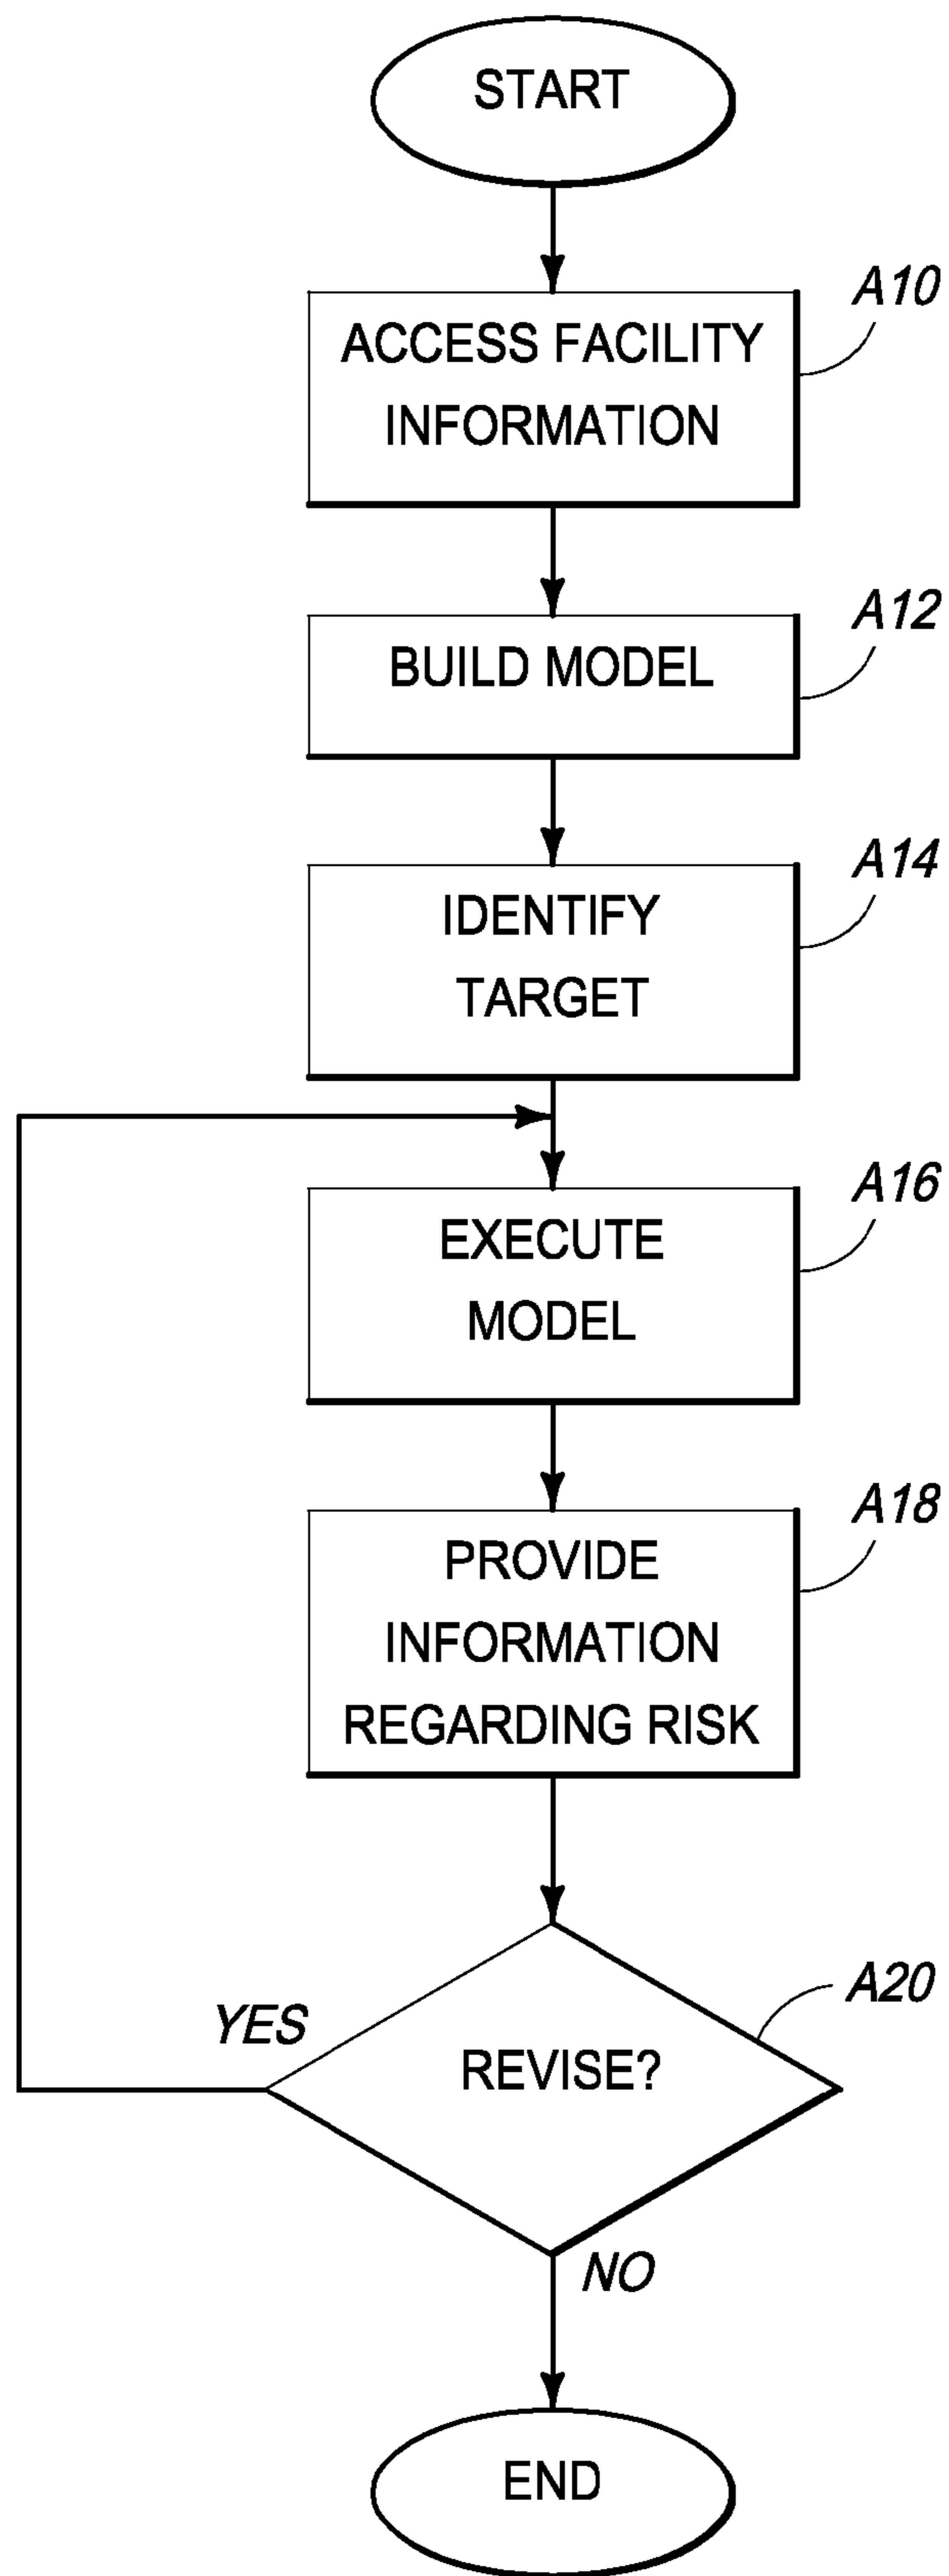 START
A10
ACCESS FACILITY
INFORMATION
A12
BUILD MODEL
A14
IDENTIFY
TARGET
A16
EXECUTE
MODEL
A18
PROVIDE
INFORMATION
REGARDING RISK
A20
YES
REVISE?
NO
END